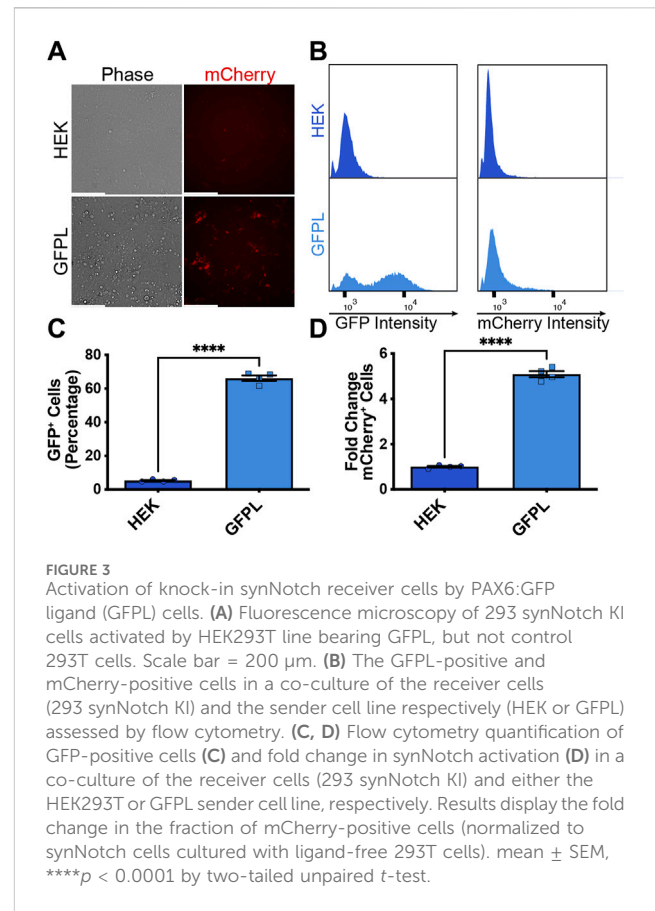 A
B
Phase
mCherry
HEK
GFPL
HEK
GFPL
10³
10⁴
10³
10⁴
GFP Intensity
mCherry Intensity
C
D
GFP⁺ Cells
(Percentage)
80
60
40
20
0
****
HEK
GFPL
Fold Change
mCherry⁺ Cells
6
4
2
0
****
HEK
GFPL
FIGURE 3
Activation of knock-in synNotch receiver cells by PAX6:GFP
ligand (GFPL) cells. (A) Fluorescence microscopy of 293 synNotch KI
cells activated by HEK293T line bearing GFPL, but not control
293T cells. Scale bar = 200 µm. (B) The GFPL-positive and
mCherry-positive cells in a co-culture of the receiver cells
(293 synNotch KI) and the sender cell line respectively (HEK or GFPL)
assessed by flow cytometry. (C, D) Flow cytometry quantification of
GFP-positive cells (C) and fold change in synNotch activation (D) in a
co-culture of the receiver cells (293 synNotch KI) and either the
HEK293T or GFPL sender cell line, respectively. Results display the fold
change in the fraction of mCherry-positive cells (normalized to
synNotch cells cultured with ligand-free 293T cells). mean ± SEM,
****p < 0.0001 by two-tailed unpaired t-test.